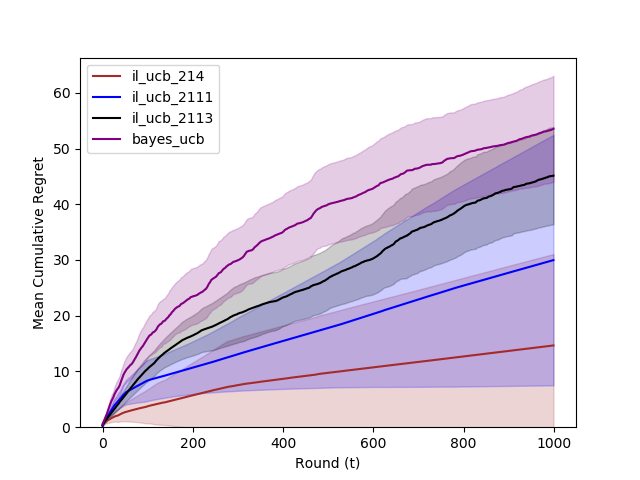 il_ucb_214
il_ucb_2111
il_ucb_2113
bayes_ucb
Mean Cumulative Regret
60
50
40
30
20
10
0
0 200 400 600 800 1000
Round (t)